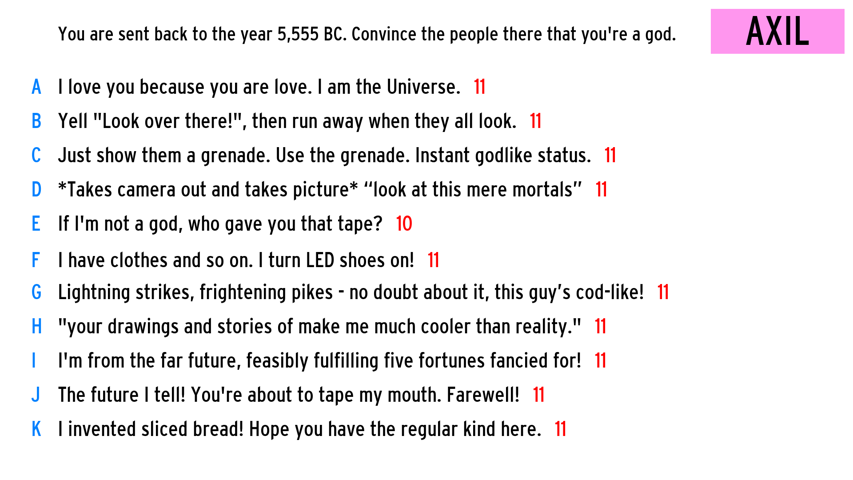 You are sent back to the year 5,555 BC. Convince the people there that you're a god.
AXIL
A I love you because you are love. I am the Universe. 11
B Yell "Look over there!", then run away when they all look. 11
C Just show them a grenade. Use the grenade. Instant godlike status. 11
D *Takes camera out and takes picture* “look at this mere mortals” 11
E If I'm not a god, who gave you that tape? 10
F I have clothes and so on. I turn LED shoes on! 11
G Lightning strikes, frightening pikes - no doubt about it, this guy’s cod-like! 11
H "your drawings and stories of make me much cooler than reality." 11
I I'm from the far future, feasibly fulfilling five fortunes fancied for! 11
J The future I tell! You're about to tape my mouth. Farewell! 11
K I invented sliced bread! Hope you have the regular kind here. 11